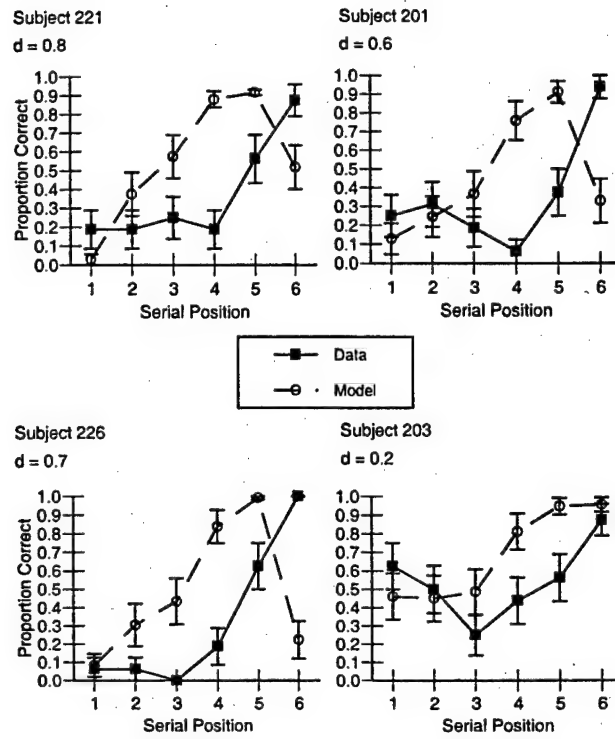 Subject 221
d = 0.8
Proportion Correct
1.0
0.9
0.8
0.7
0.6
0.5
0.4
0.3
0.2
0.1
0.0
1 2 3 4 5 6
Serial Position
Subject 201
d = 0.6
1.0
0.9
0.8
0.7
0.6
0.5
0.4
0.3
0.2
0.1
0.0
1 2 3 4 5 6
Serial Position
Data
Model
Subject 226
d = 0.7
Proportion Correct
1.0
0.9
0.8
0.7
0.6
0.5
0.4
0.3
0.2
0.1
0.0
1 2 3 4 5 6
Serial Position
Subject 203
d = 0.2
1.0
0.9
0.8
0.7
0.6
0.5
0.4
0.3
0.2
0.1
0.0
1 2 3 4 5 6
Serial Position